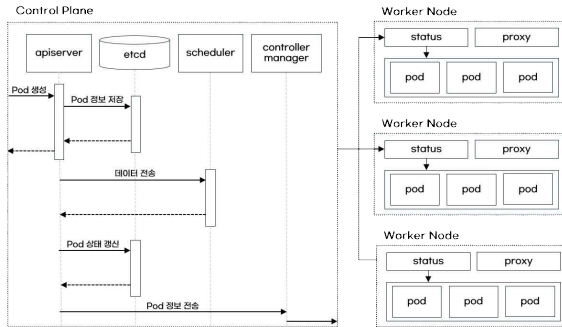 Control Plane
apiserver
etcd
scheduler
controller
manager
Pod 생성
Pod 정보 저장
데이터 전송
Pod 상태 갱신
Pod 정보 전송
Worker Node
status
proxy
pod
pod
pod
Worker Node
status
proxy
pod
pod
pod
Worker Node
status
proxy
pod
pod
pod